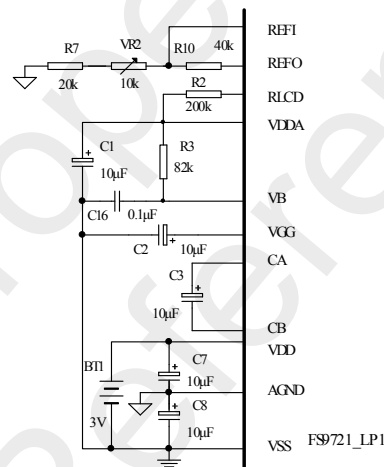 REFI
R7 VR2 R10 40k REFO
20k 10k R2 RLCD
200k
VDDA
C1 R3
10μF 82k
C16 0.1μF VB
C2 10μF VGG
CA
C3
10μF CB
VDD
BT1 C7
10μF AGND
C8
3V 10μF VSS FS9721_LP1